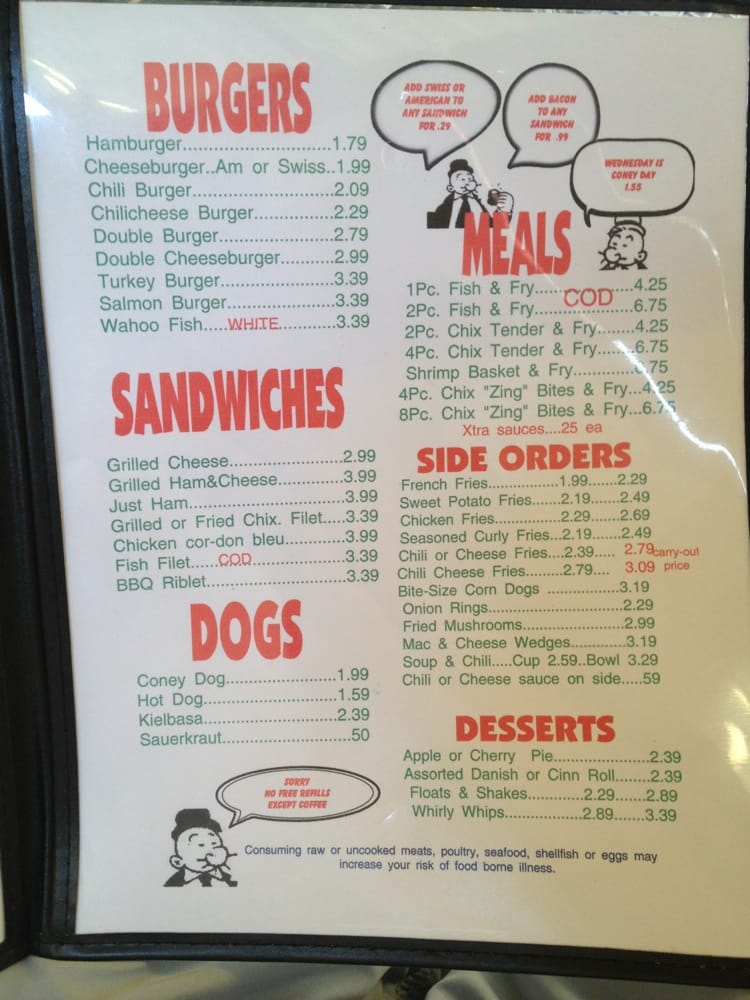 BURGERS
Hamburger..............................1.79
Cheeseburger..Am or Swiss..1.99
Chili Burger.............................2.09
Chilicheese Burger................2.29
Double Burger........................2.79
Double Cheeseburger............2.99
Turkey Burger.........................3.39
Salmon Burger........................3.39
Wahoo Fish.....WHITE............3.39
SANDWICHES
Grilled Cheese.......................2.99
Grilled Ham&Cheese.............3.99
Just Ham................................3.99
Grilled or Fried Chix. Filet....3.39
Chicken cor-don bleu............3.99
Fish Filet......COD..................3.39
BBQ Riblet.............................3.39
DOGS
Coney Dog.......................1.99
Hot Dog............................1.59
Kielbasa...........................2.39
Sauerkraut.........................50
SORRY
NO FREE REFILLS
EXCEPT COFFEE
ADD SWISS OR
AMERICAN TO
ANY SANDWICH
FOR .29
ADD BACON
TO ANY
SANDWICH
FOR .99
WEDNESDAY IS
CONEY DAY
1.55
MEALS
1Pc. Fish & Fry....................4.25
COD
2Pc. Fish & Fry....................6.75
2Pc. Chix Tender & Fry.......4.25
4Pc. Chix Tender & Fry.......6.75
Shrimp Basket & Fry...........6.75
4Pc. Chix "Zing" Bites & Fry...4.25
8Pc. Chix "Zing" Bites & Fry...6.75
Xtra sauces....25 ea
SIDE ORDERS
French Fries.................1.99.......2.29
Sweet Potato Fries.......2.19.......2.49
Chicken Fries................2.29.......2.69
Seasoned Curly Fries...2.19.......2.49
Chili or Cheese Fries....2.39..... 2.79 carry-out
Chili Cheese Fries........2.79.... 3.09 price
Bite-Size Corn Dogs ................3.19
Onion Rings................................2.29
Fried Mushrooms........................2.99
Mac & Cheese Wedges..............3.19
Soup & Chili.....Cup 2.59..Bowl 3.29
Chili or Cheese sauce on side.....59
DESSERTS
Apple or Cherry Pie.....................2.39
Assorted Danish or Cinn Roll.......2.39
Floats & Shakes...........2.29.......2.89
Whirly Whips................2.89.......3.39
Consuming raw or uncooked meats, poultry, seafood, shellfish or eggs may
increase your risk of food borne illness.